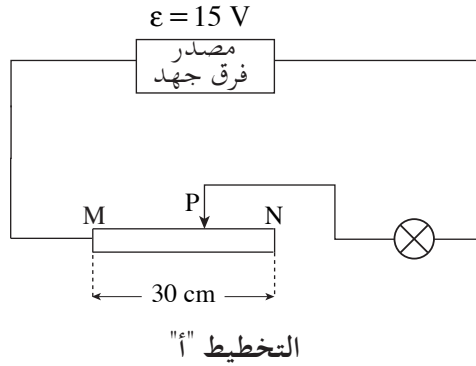 ε = 15 V
مصدر
فرق جهد
M
P
N
30 cm
التخطيط "أ"